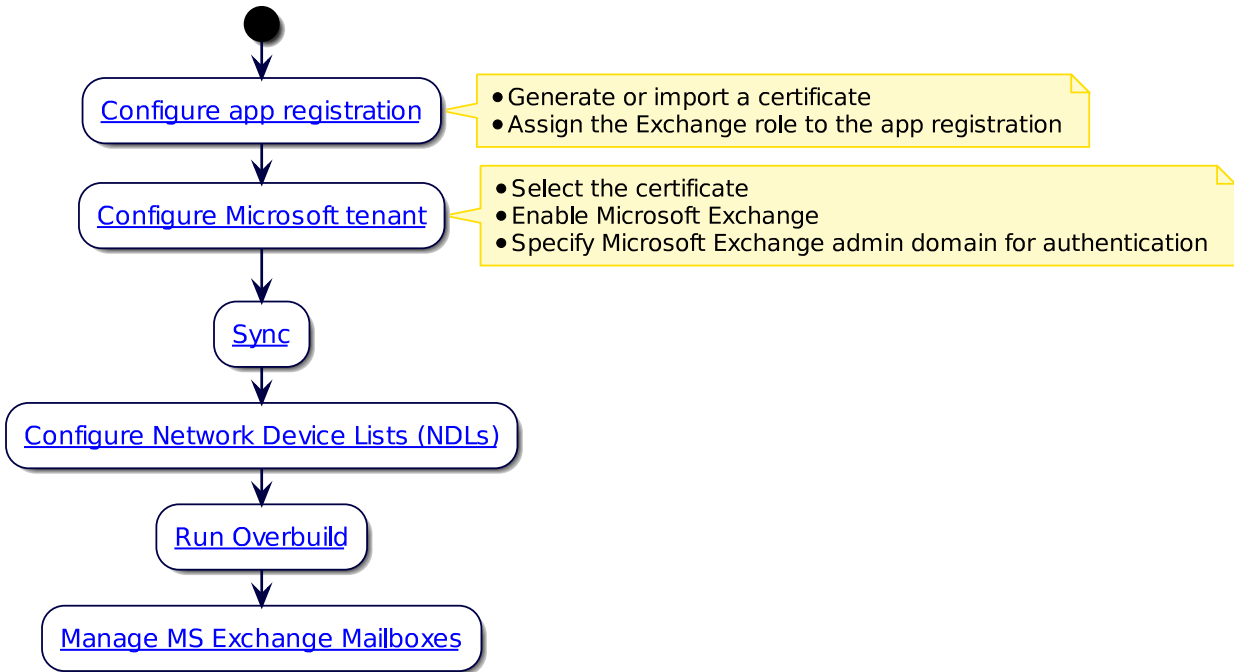 Configure app registration
• Generate or import a certificate
• Assign the Exchange role to the app registration
Configure Microsoft tenant
• Select the certificate
• Enable Microsoft Exchange
• Specify Microsoft Exchange admin domain for authentication
Sync
Configure Network Device Lists (NDLs)
Run Overbuild
Manage MS Exchange Mailboxes